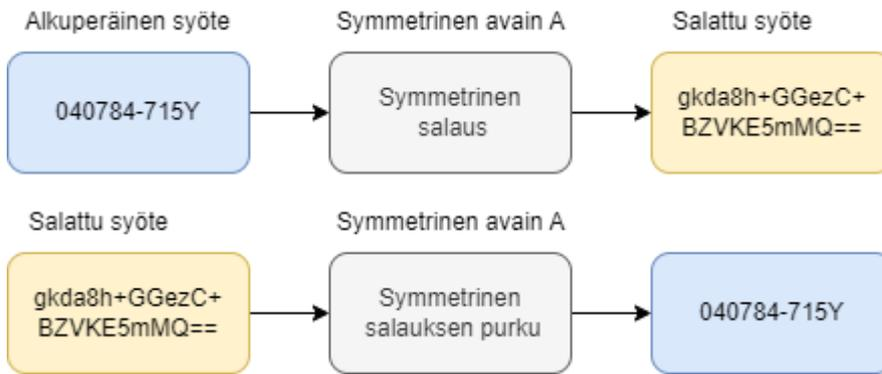 Alkuperäinen syöte
Symmetrinen avain A
Salattu syöte
040784-715Y
Symmetrinen
salaus
gkda8h+GGezC+
BZVKE5mMQ==
Salattu syöte
Symmetrinen avain A
gkda8h+GGezC+
BZVKE5mMQ==
Symmetrinen
salauksen purku
040784-715Y